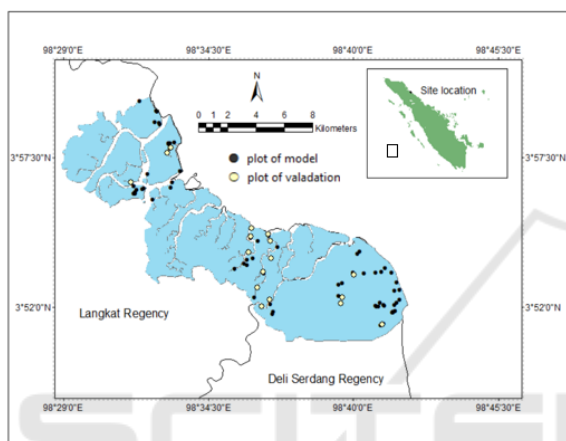 98°29'0"E 98°34'30"E 98°40'0"E 98°45'30"E
N
Site location
0 1 2 4 6 8
Kilometers
plot of model
plot of valadation
3°57'30"N 3°57'30"N
3°52'0"N 3°52'0"N
Langkat Regency
Deli Serdang Regency
98°29'0"E 98°34'30"E 98°40'0"E 98°45'30"E